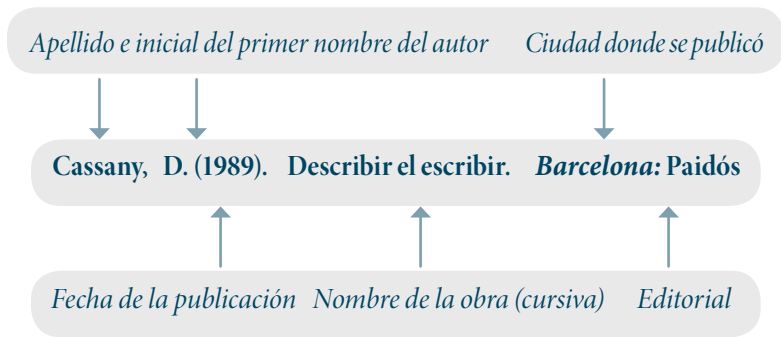 Apellido e inicial del primer nombre del autor Ciudad donde se publicó
Cassany, D. (1989). Describir el escribir. Barcelona: Paidós
Fecha de la publicación Nombre de la obra (cursiva) Editorial